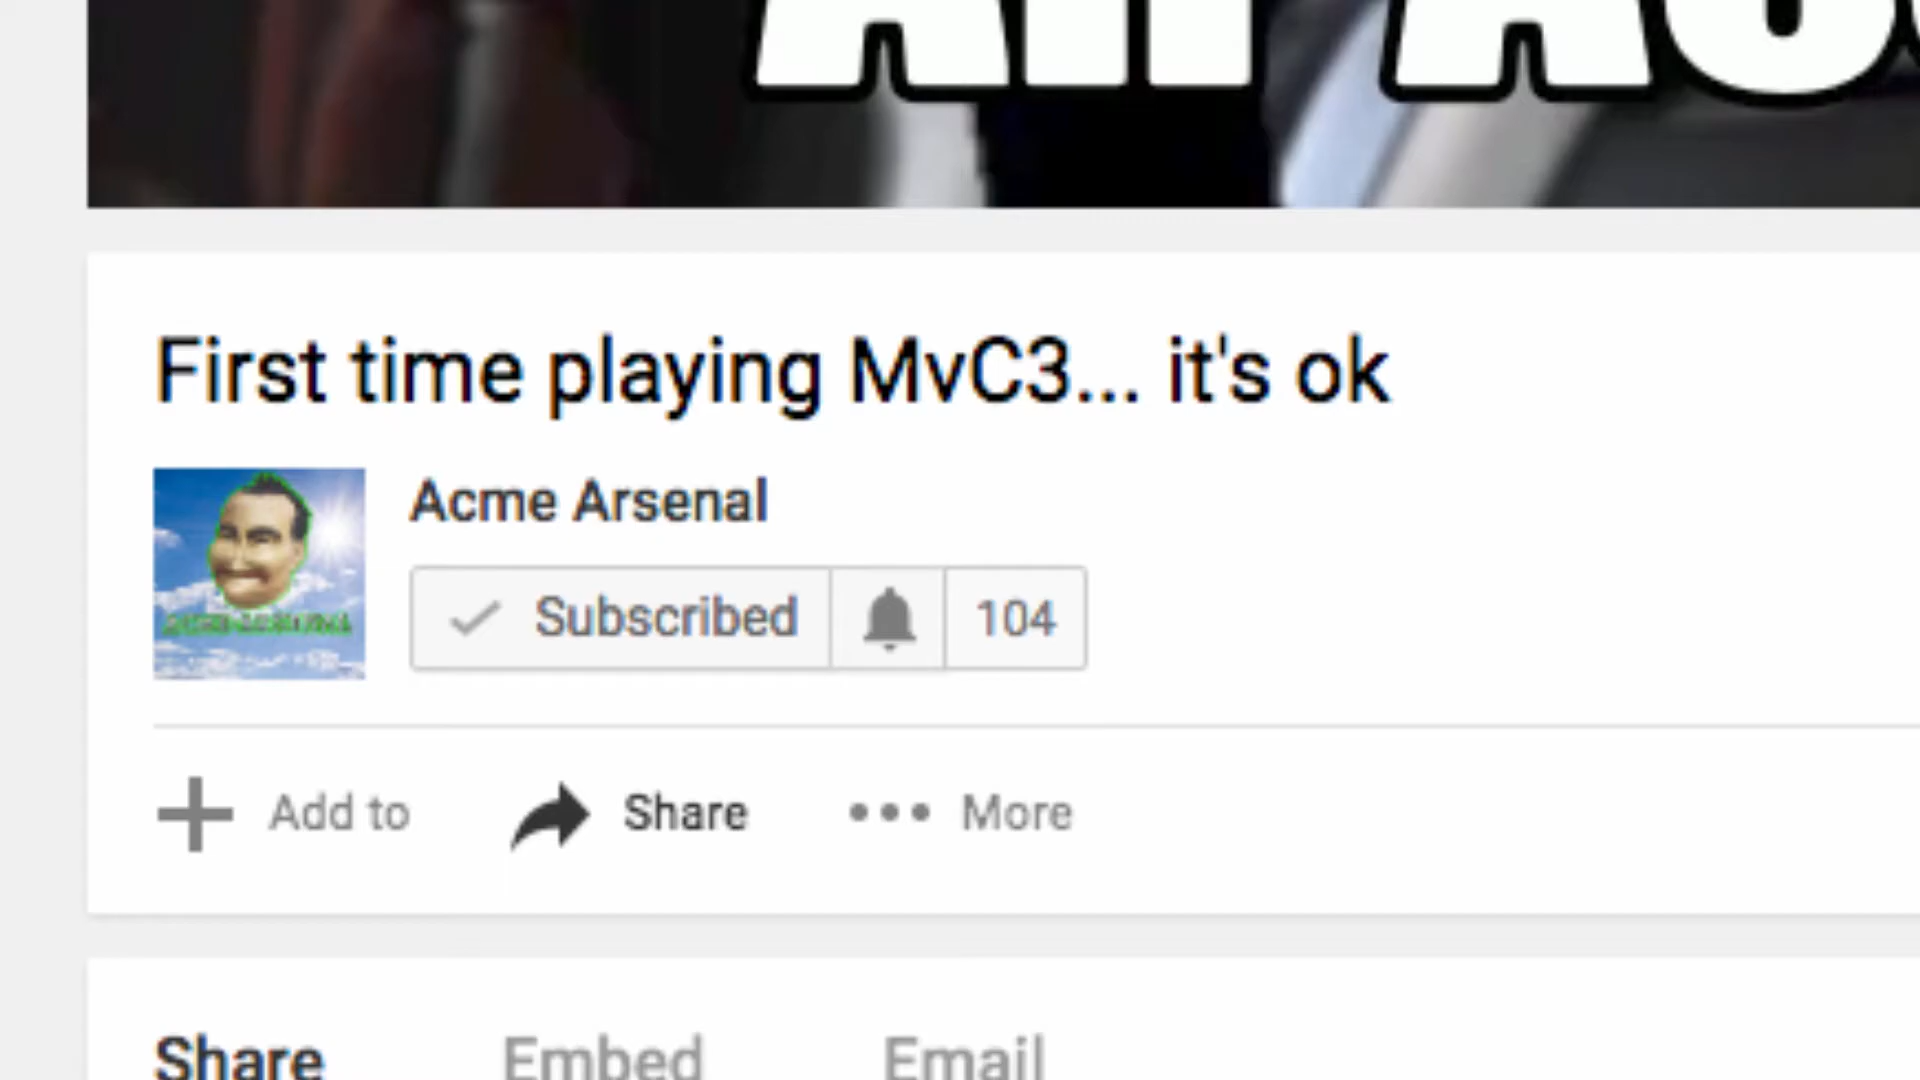 First time playing MvC3... it's ok
Acme Arsenal
Subscribed 104
Add to Share More
Share Embed Email